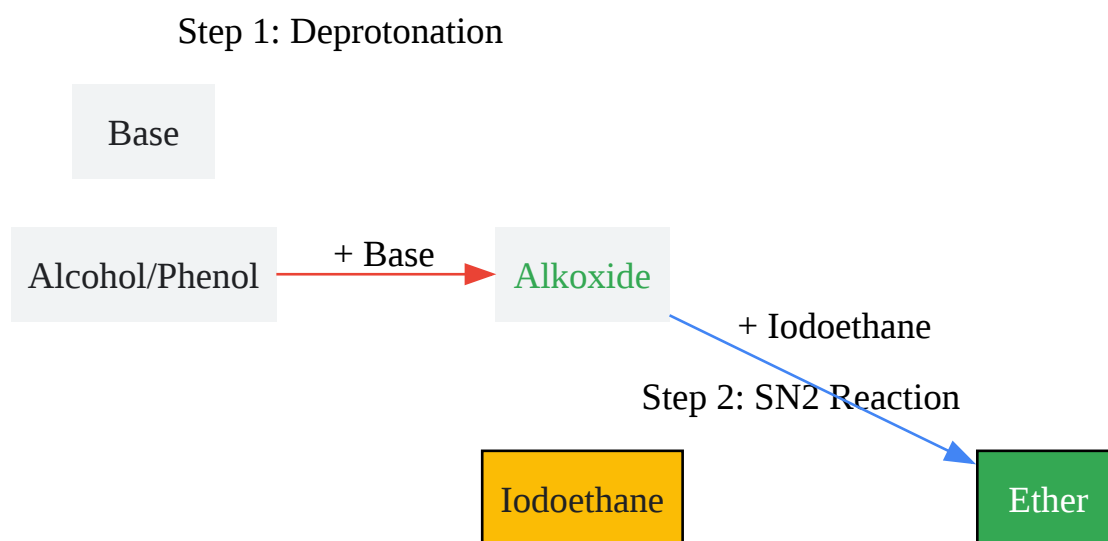 Step 1: Deprotonation
Base
Alcohol/Phenol
+ Base
Alkoxide
+ Iodoethane
Step 2: SN2 Reaction
Iodoethane
Ether